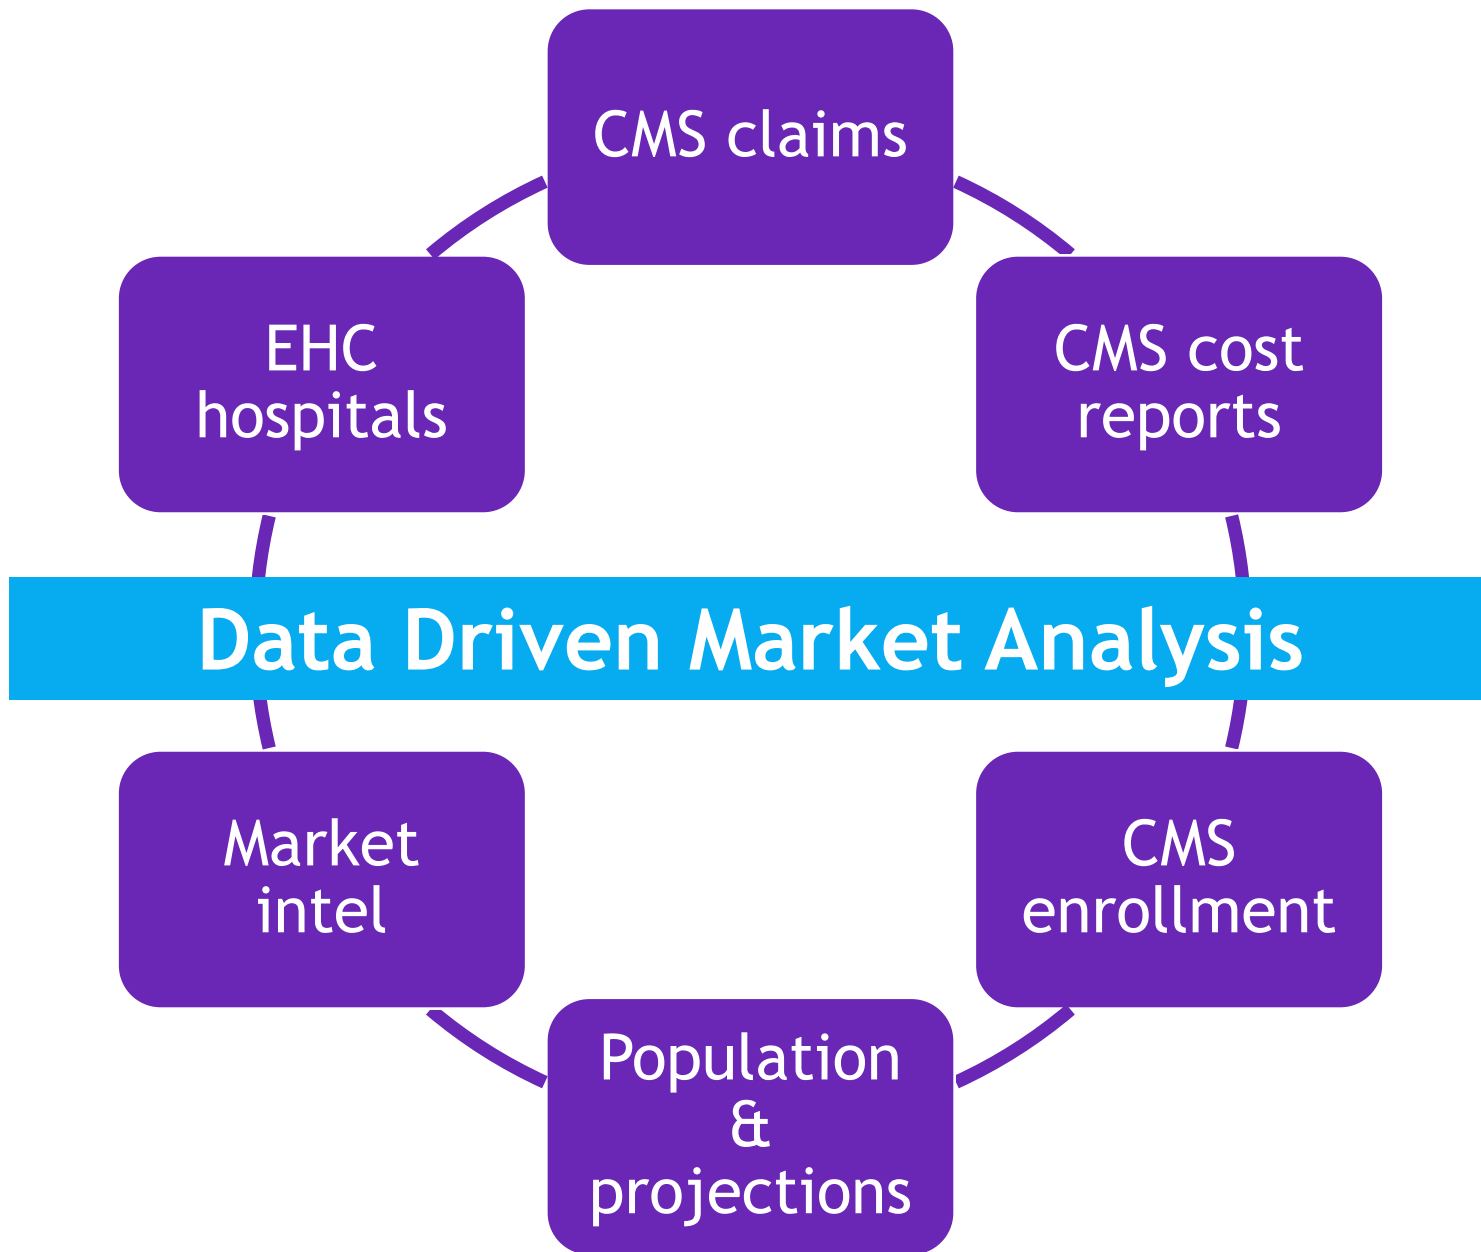 CMS claims
EHC
hospitals
CMS cost
reports
Data Driven Market Analysis
Market
intel
CMS
enrollment
Population
&
projections